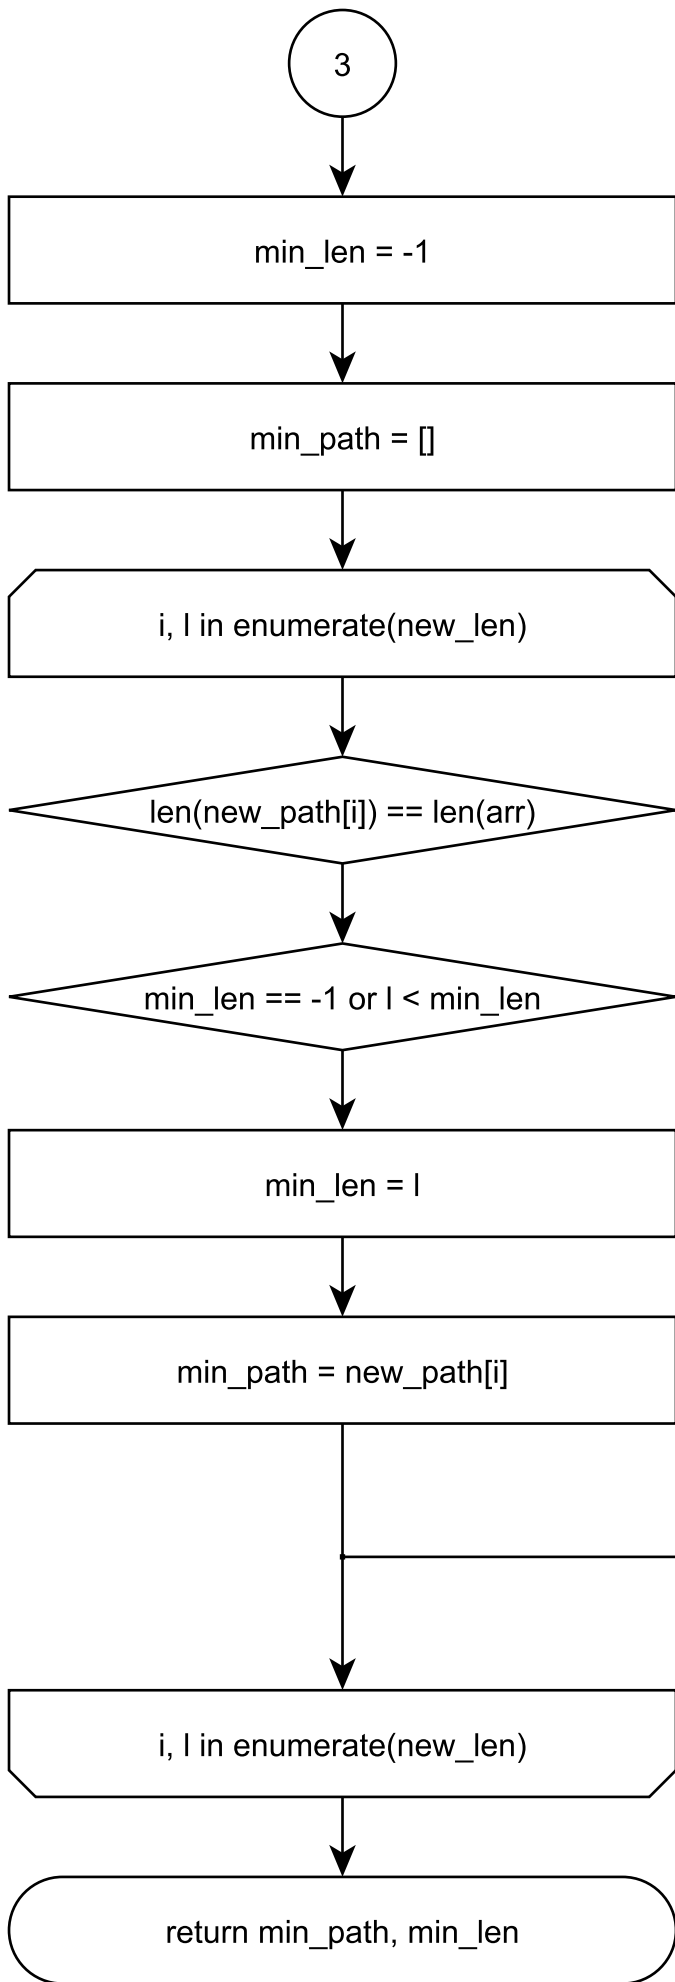 3
min_len = -1
min_path = []
i, l in enumerate(new_len)
len(new_path[i]) == len(arr)
min_len == -1 or l < min_len
min_len = l
min_path = new_path[i]
i, l in enumerate(new_len)
return min_path, min_len